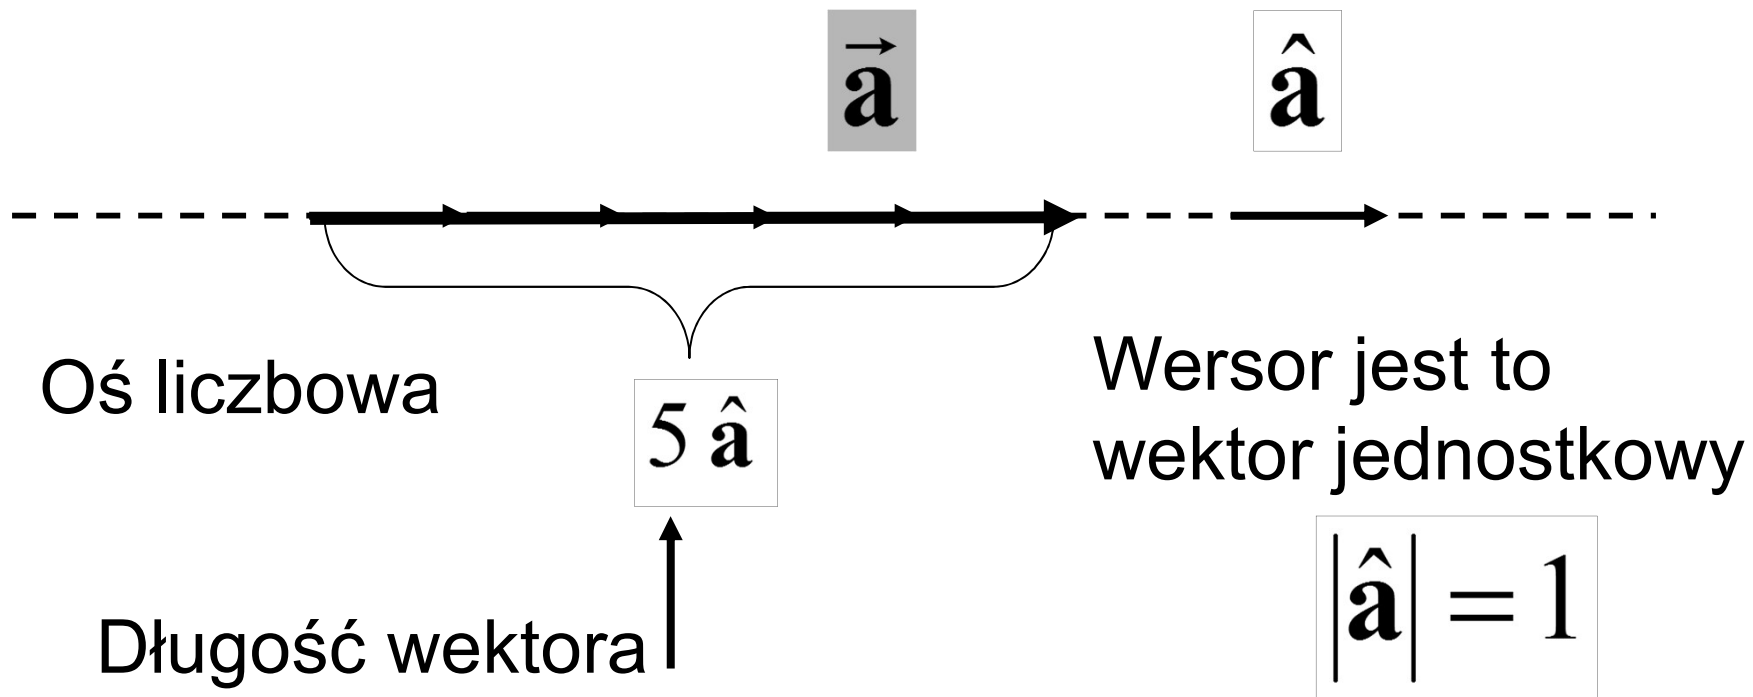 a⃗
â
Oś liczbowa
5 â
Długość wektora
Wersor jest to
wektor jednostkowy
|â| = 1